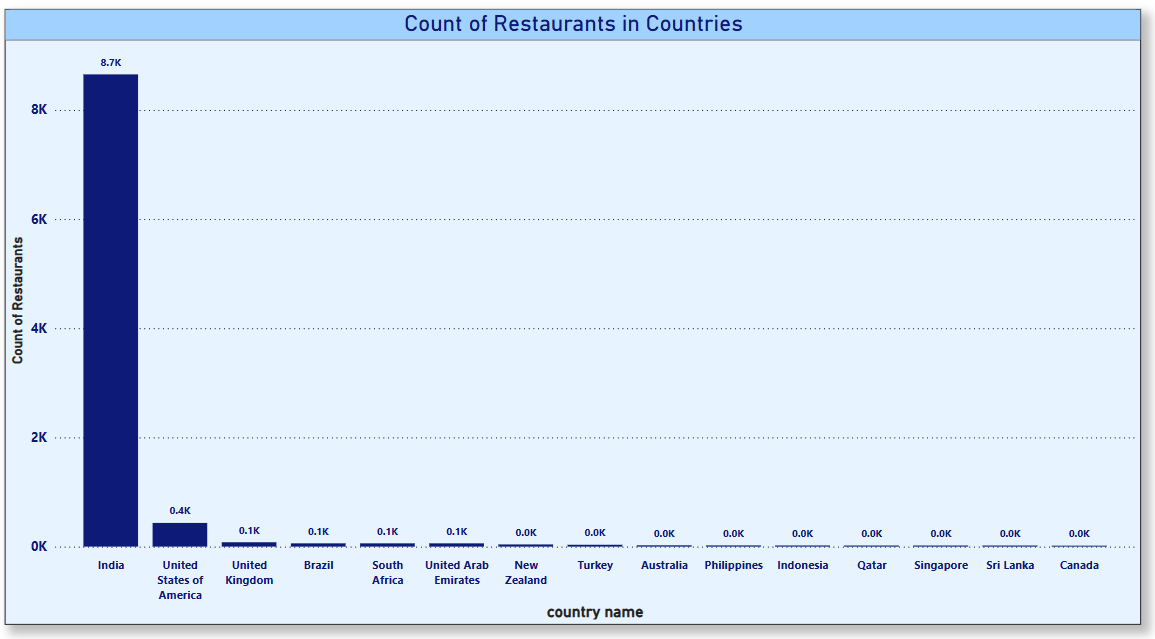 Count of Restaurants in Countries
8.7K
8K
6K
4K
2K
0K
Count of Restaurants
0.4K
0.1K
0.1K
0.1K
0.1K
0.0K
0.0K
0.0K
0.0K
0.0K
0.0K
0.0K
0.0K
0.0K
India
United
States of
America
United
Kingdom
Brazil
South
Africa
United Arab
Emirates
New
Zealand
Turkey
Australia
Philippines
Indonesia
Qatar
Singapore
Sri Lanka
Canada
country name